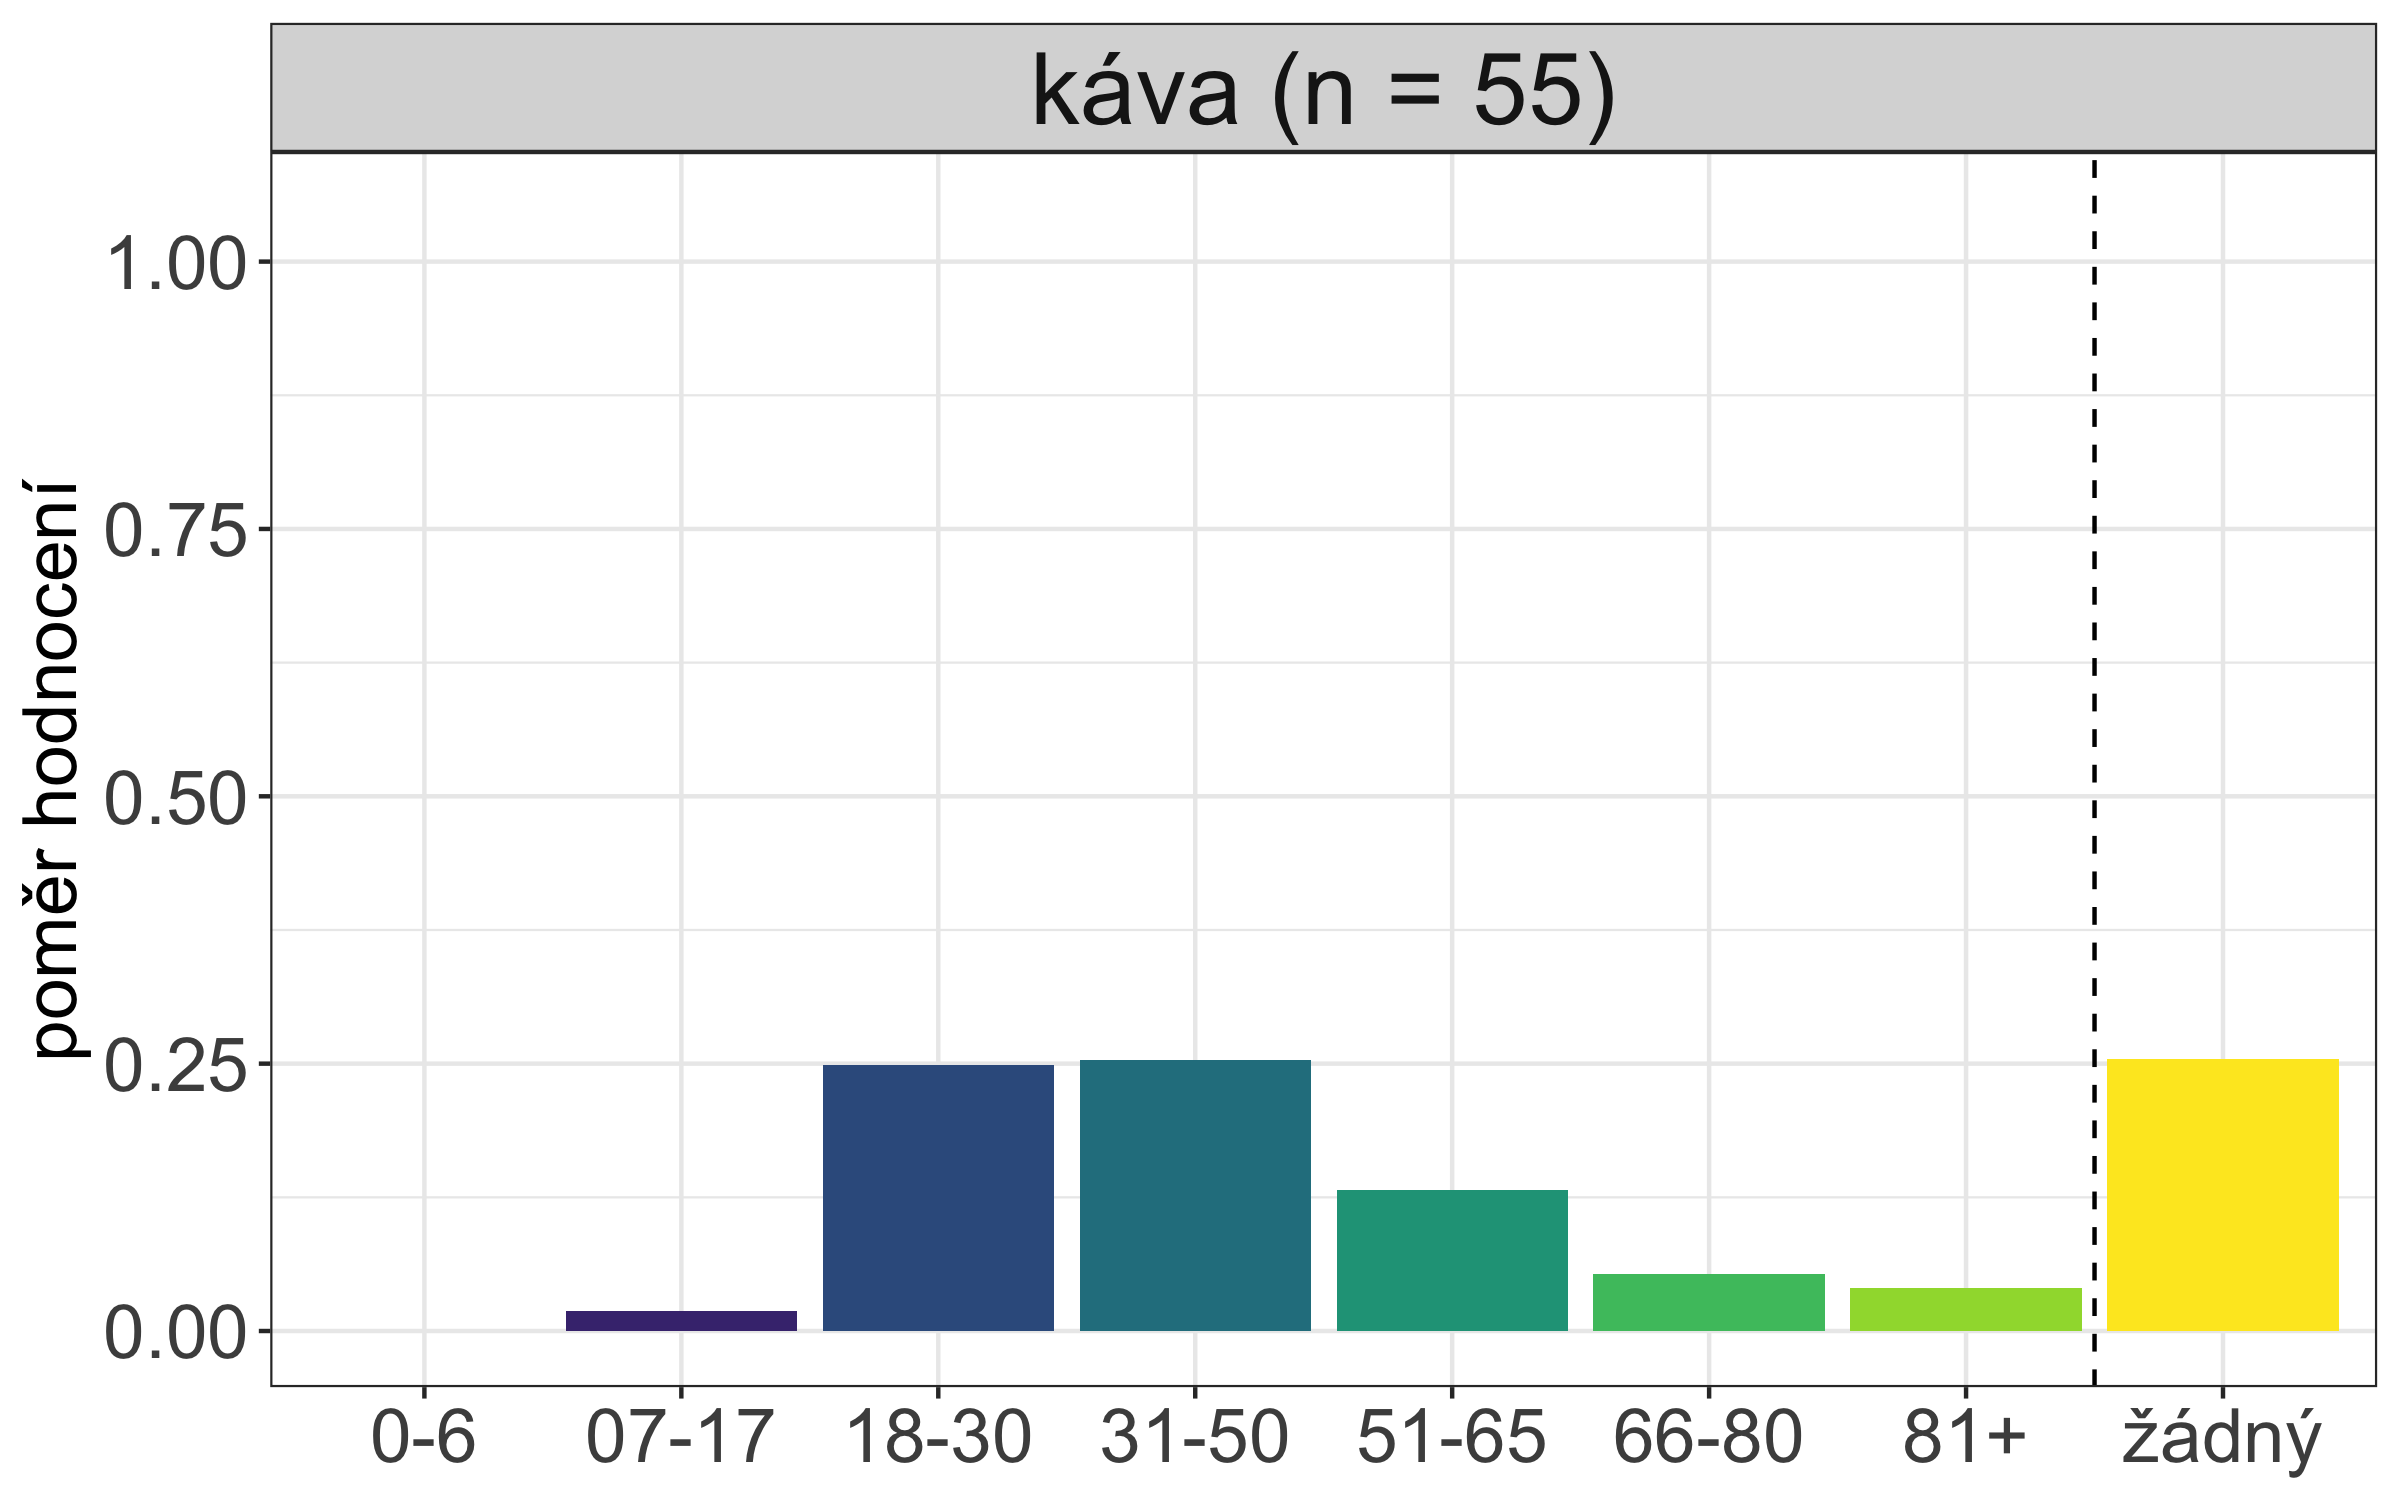 káva (n = 55)
poměr hodnocení
1.00
0.75
0.50
0.25
0.00
0-6 07-17 18-30 31-50 51-65 66-80 81+ žádný